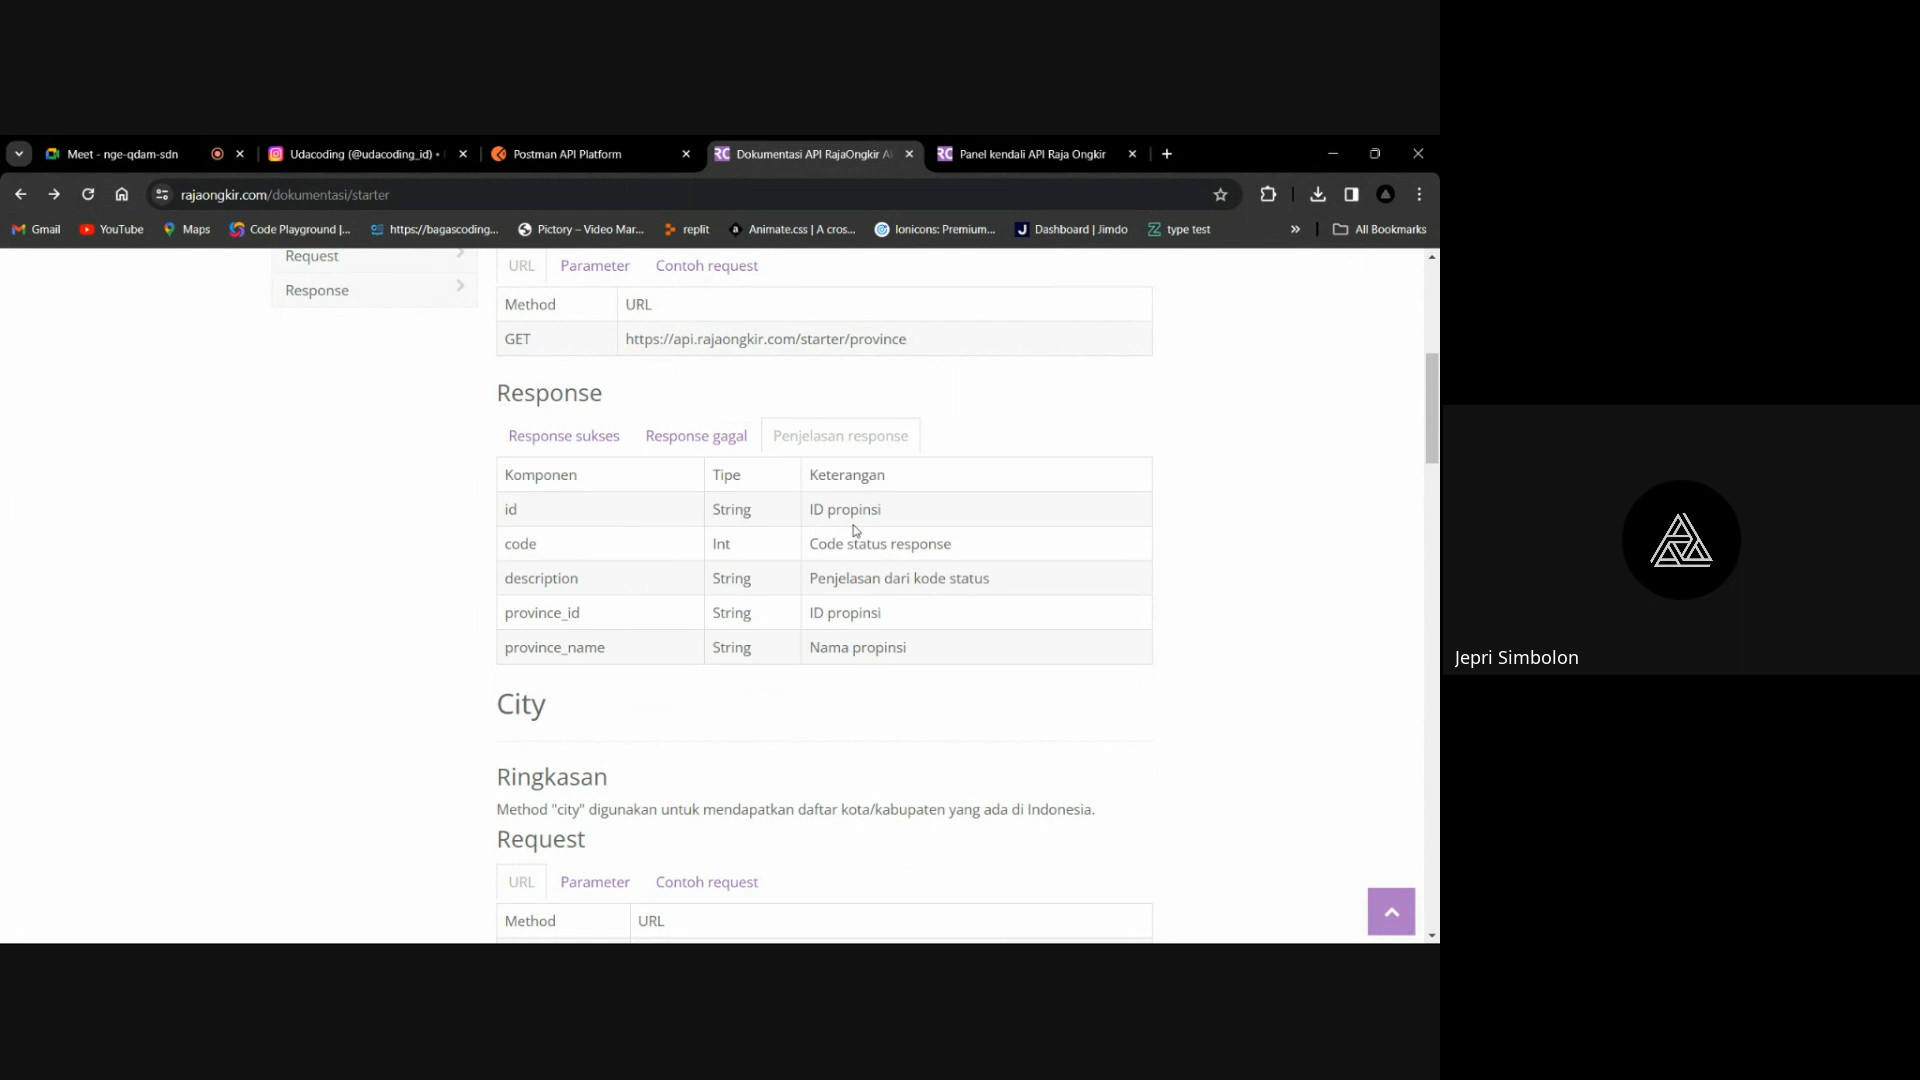 Meet - nge-qdam-sdn
Udacoding (@udacoding_id) •
Postman API Platform
Dokumentasi API RajaOngkir A
Panel kendali API Raja Ongkir
rajaongkir.com/dokumentasi/starter
Gmail
YouTube
Maps
Code Playground |...
https://bagascoding...
Pictory – Video Mar...
replit
Animate.css | A cros...
Ionicons: Premium...
Dashboard | Jimdo
type test
»
All Bookmarks
Request
Response
URL Parameter Contoh request
Method URL
GET https://api.rajaongkir.com/starter/province
Response
Response sukses Response gagal Penjelasan response
Komponen Tipe Keterangan
id String ID propinsi
code Int Code status response
description String Penjelasan dari kode status
province_id String ID propinsi
province_name String Nama propinsi
City
Ringkasan
Method "city" digunakan untuk mendapatkan daftar kota/kabupaten yang ada di Indonesia.
Request
URL Parameter Contoh request
Method URL
Jepri Simbolon